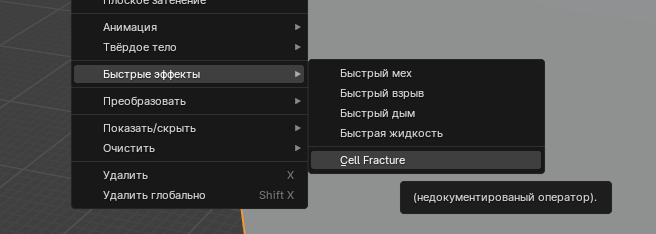 Плоское затенение
Анимация
Твёрдое тело
Быстрые эффекты
Преобразовать
Показать/скрыть
Очистить
Удалить X
Удалить глобально Shift X
Быстрый мех
Быстрый взрыв
Быстрый дым
Быстрая жидкость
Cell Fracture
(недокументированый оператор).